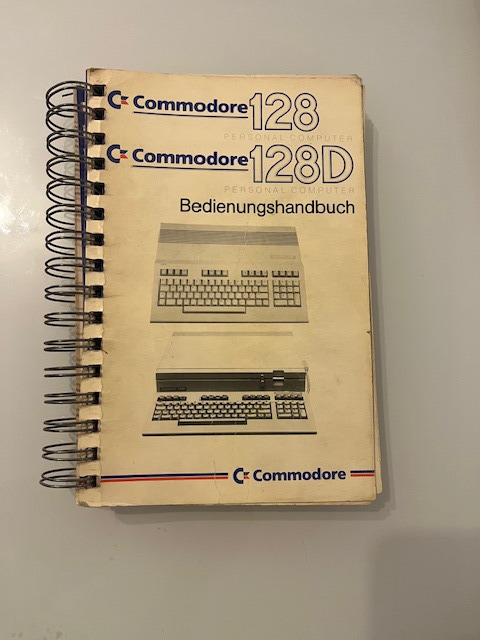 Commodore 128
PERSONAL COMPUTER
Commodore 128D
PERSONAL COMPUTER
Bedienungshandbuch
Commodore